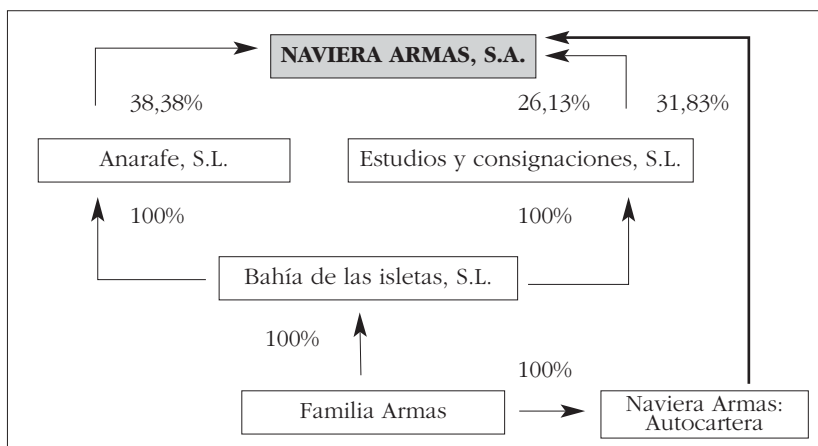 NAVIERA ARMAS, S.A.
38,38%
26,13%
31,83%
Anarafe, S.L.
Estudios y consignaciones, S.L.
100%
100%
Bahía de las isletas, S.L.
100%
100%
Familia Armas
Naviera Armas:
Autocartera